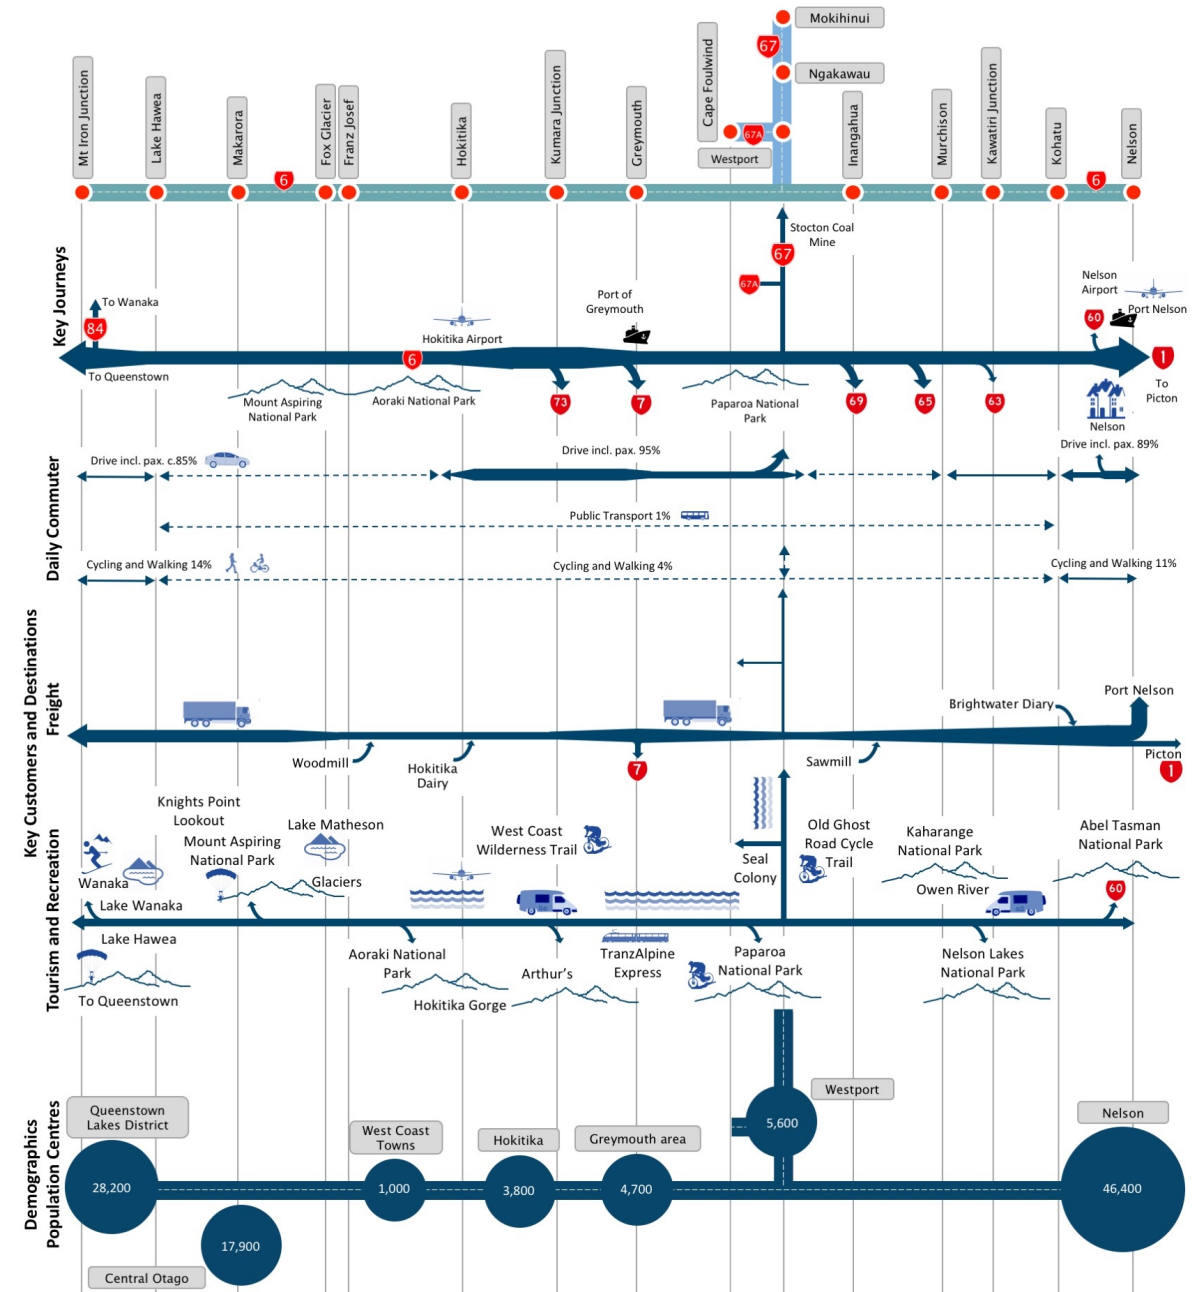 Mokihinui
67
Ngakawau
Cape Foulwind
67A
Westport
Mt Iron Junction
Lake Hawea
Makarora
Fox Glacier
Franz Josef
Hokitika
Kumara Junction
Greymouth
Inangahua
Murchison
Kawatiri Junction
Kohatu
Nelson
6
6
Key Journeys
Stocton Coal
Mine
67
67A
To Wanaka
84
To Queenstown
Hokitika Airport
6
Port of
Greymouth
Nelson
Airport
Port Nelson
60
1
To
Picton
Mount Aspiring
National Park
Aoraki National Park
73
7
Paparoa National
Park
69
65
63
Nelson
Daily Commuter
Drive incl. pax. c.85%
Drive incl. pax. 95%
Drive incl. pax. 89%
Public Transport 1%
Cycling and Walking 14%
Cycling and Walking 4%
Cycling and Walking 11%
Key Customers and Destinations
Freight
Brightwater Diary
Port Nelson
Woodmill
Hokitika
Dairy
7
Sawmill
Picton
1
Tourism and Recreation
Knights Point
Lookout
Mount Aspiring
National Park
Lake Matheson
Glaciers
Wanaka
Lake Wanaka
West Coast
Wilderness Trail
Seal
Colony
Old Ghost
Road Cycle
Trail
Kaharange
National Park
Owen River
Abel Tasman
National Park
60
Lake Hawea
To Queenstown
Aoraki National
Park
Hokitika Gorge
Arthur's
TranzAlpine
Express
Paparoa
National Park
Nelson Lakes
National Park
Demographics
Population Centres
Queenstown
Lakes District
28,200
17,900
Central Otago
West Coast
Towns
1,000
Hokitika
3,800
Greymouth area
4,700
Westport
5,600
Nelson
46,400